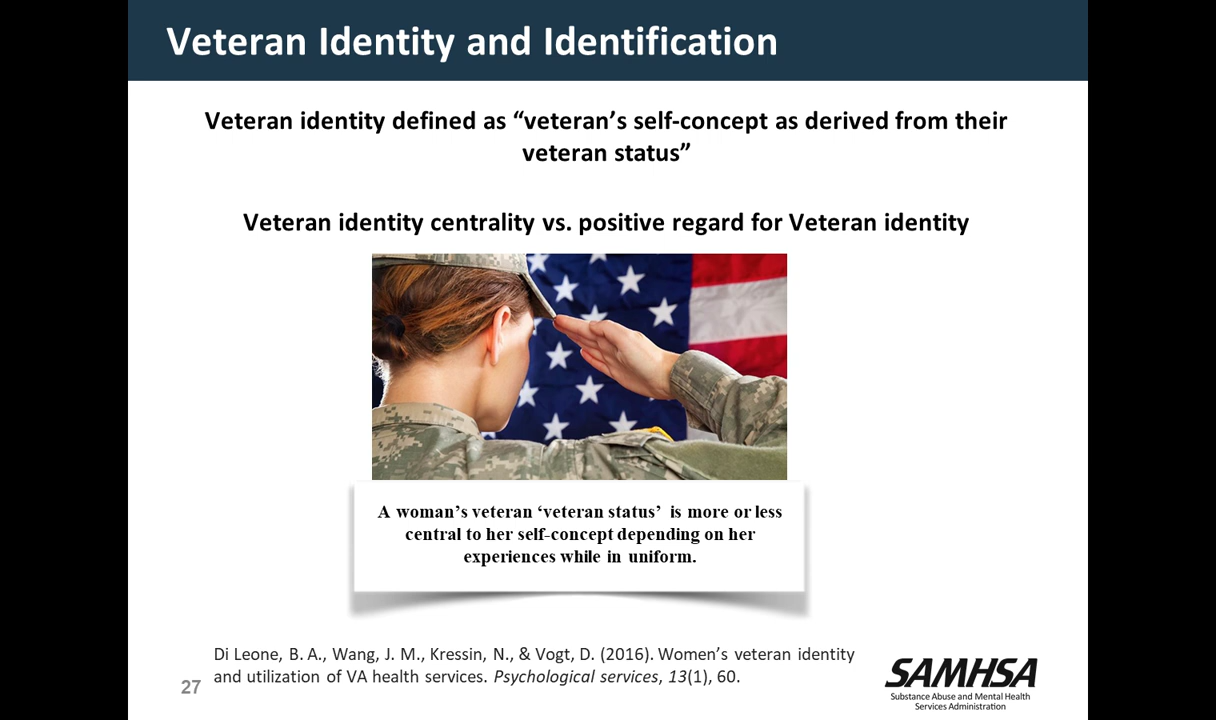 Veteran Identity and Identification
Veteran identity defined as “veteran’s self-concept as derived from their
veteran status”
Veteran identity centrality vs. positive regard for Veteran identity
A woman’s veteran ‘veteran status’ is more or less
central to her self-concept depending on her
experiences while in uniform.
Di Leone, B. A., Wang, J. M., Kressin, N., & Vogt, D. (2016). Women’s veteran identity
and utilization of VA health services. Psychological services, 13(1), 60.
27
SAMHSA
Substance Abuse and Mental Health
Services Administration